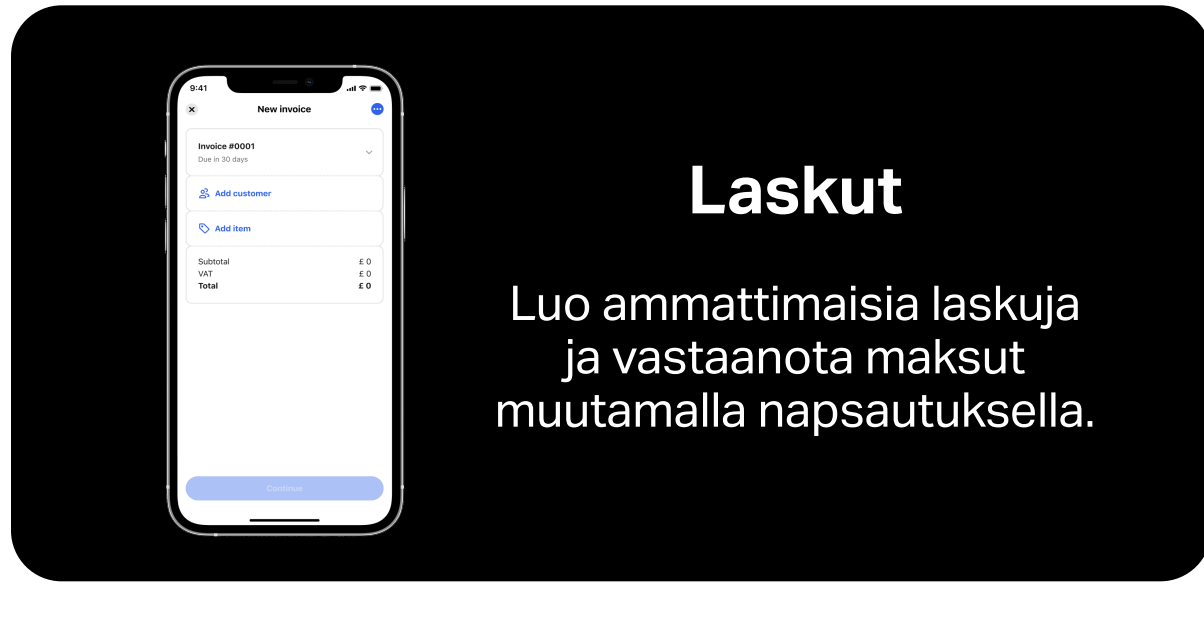 9:41
New invoice
Invoice #0001
Due in 30 days
Add customer
Add item
Subtotal £ 0
VAT £ 0
Total £ 0
Continue
Laskut
Luo ammattimaisia laskuja
ja vastaanota maksut
muutamalla napsautuksella.